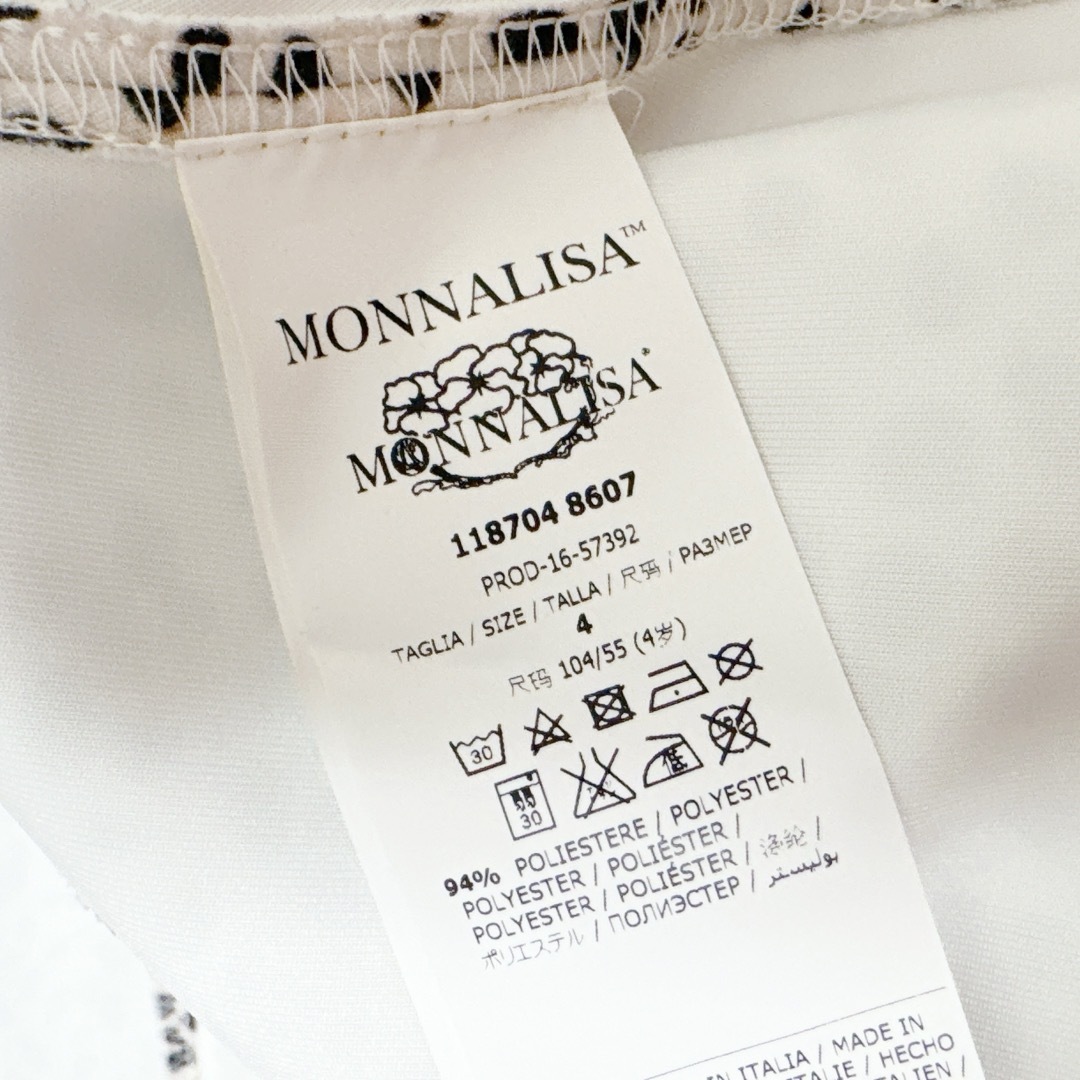 MONNALISA™
MONNALISA
118704 8607
PROD-16-57392
TAGLIA / SIZE / TALLA / 尺码 / РАЗМЕР
4
尺码 104/55 (4岁)
30
30
94% POLIESTERE / POLYESTER /
POLYESTER / POLIÉSTER /
POLYESTER / POLIÉSTER / 涤纶 /
ポリエステル / ПОЛИЭСТЕР / بوليستر
IN ITALIA / MADE IN
HECHO